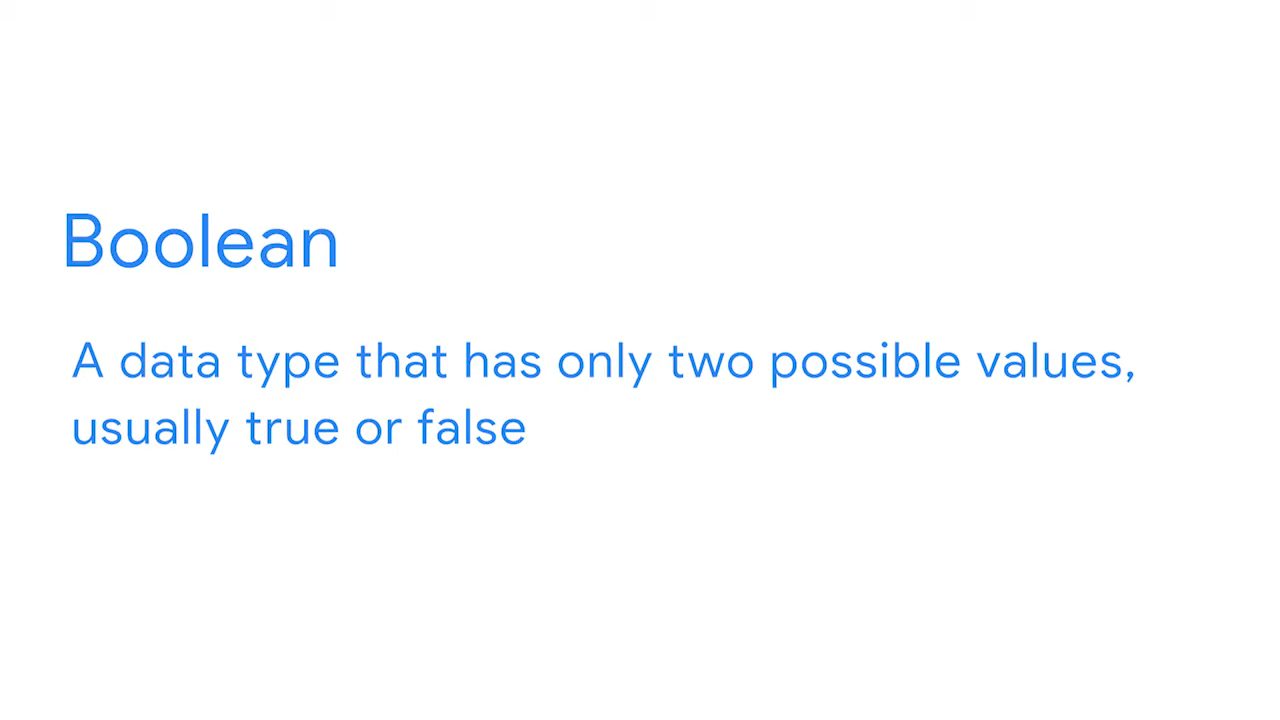 Boolean
A data type that has only two possible values,
usually true or false